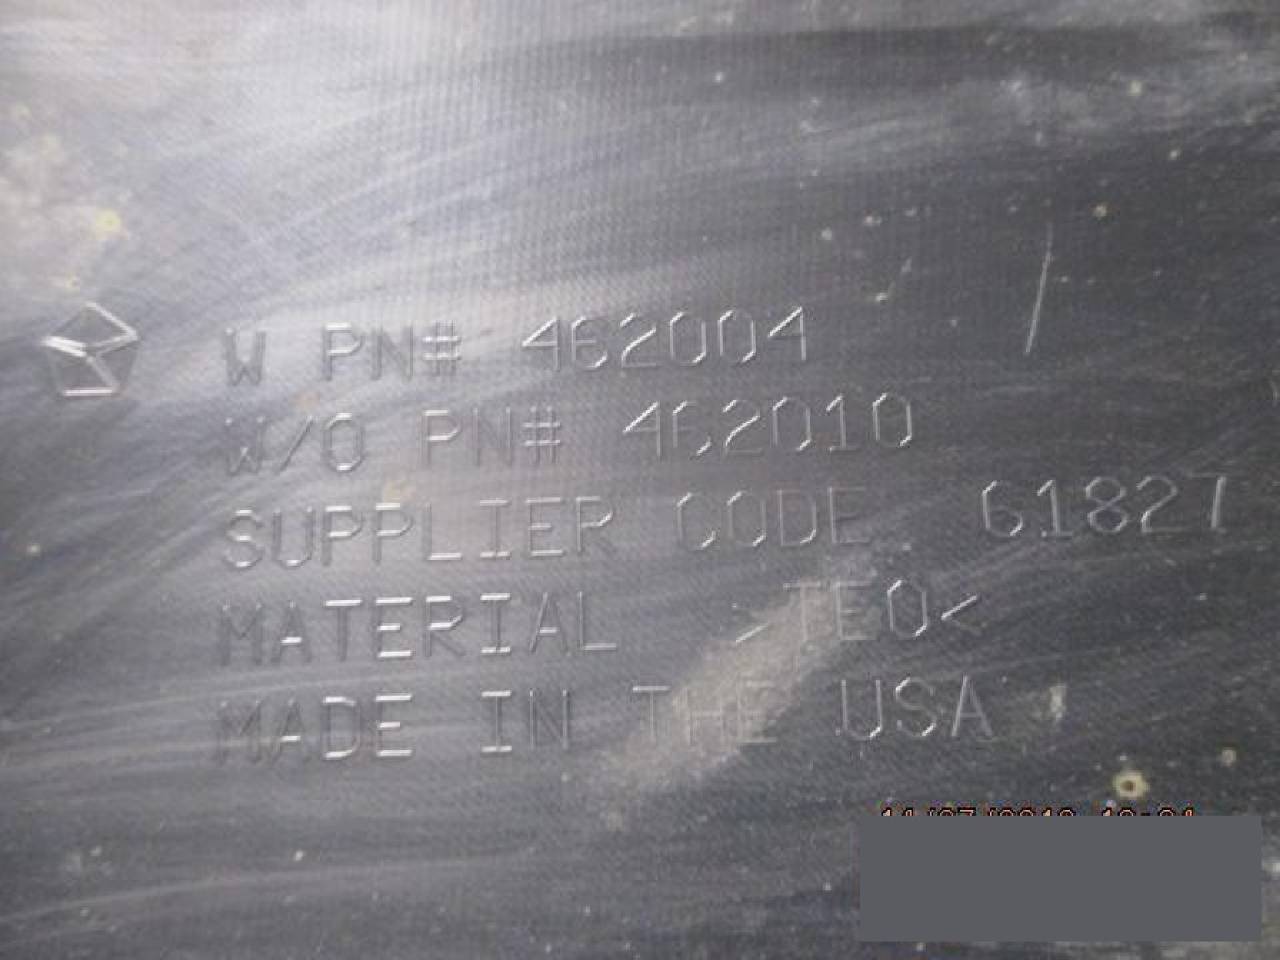 W PN# 462004
W/O PN# 462010
SUPPLIER CODE 61827
MATERIAL >TEO<
MADE IN THE USA